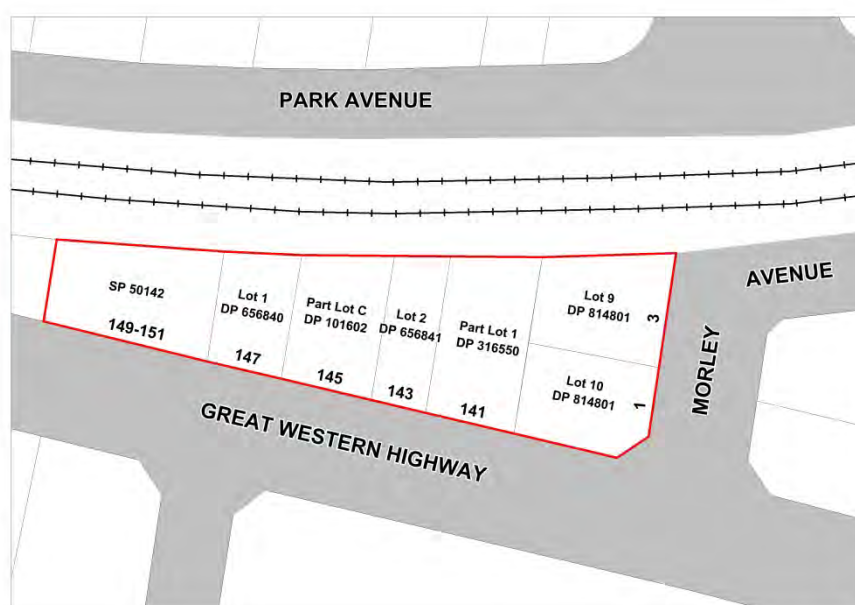 PARK AVENUE
AVENUE
MORLEY
SP 50142
149-151
Lot 1
DP 656840
147
Part Lot C
DP 101602
145
Lot 2
DP 656841
143
Part Lot 1
DP 316550
141
Lot 9
DP 814801
3
Lot 10
DP 814801
1
GREAT WESTERN HIGHWAY